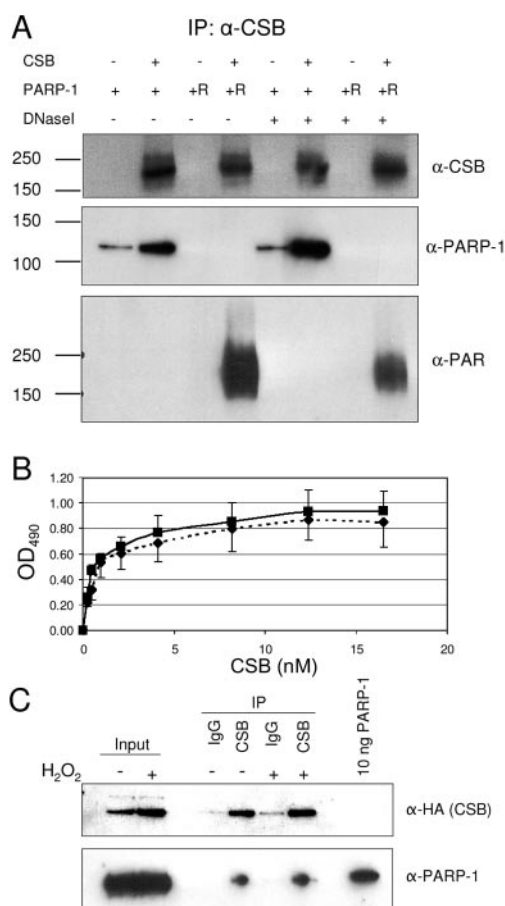 A
IP: α-CSB
CSB - + - + - + - +
PARP-1 + + +R +R + + +R +R
DNaseI - - - - + + + +
250
150
α-CSB
150
100
α-PARP-1
250
150
α-PAR
B
1.20
1.00
0.80
0.60
0.40
0.20
0.00
OD490
0 5 10 15 20
CSB (nM)
C
IP
Input IgG CSB IgG CSB 10 ng PARP-1
H2O2 - + - - + +
α-HA (CSB)
α-PARP-1